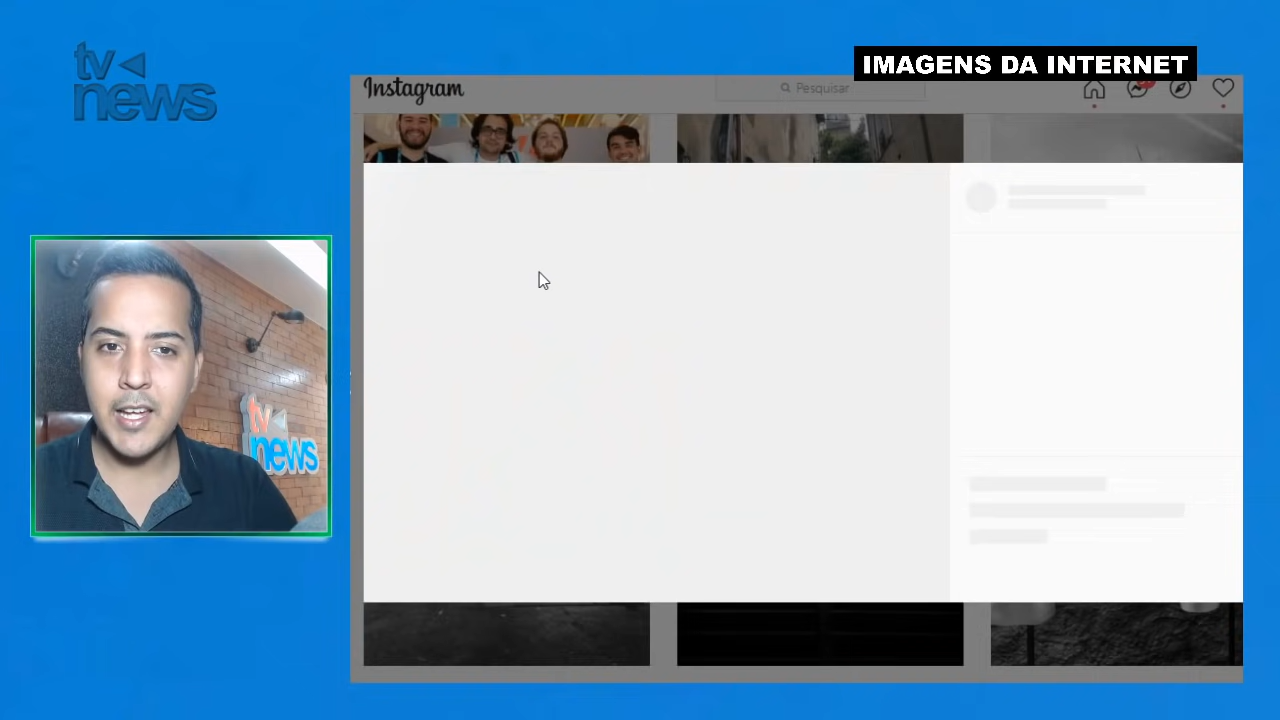 tv
news
IMAGENS DA INTERNET
Instagram
Pesquisar
tv
news